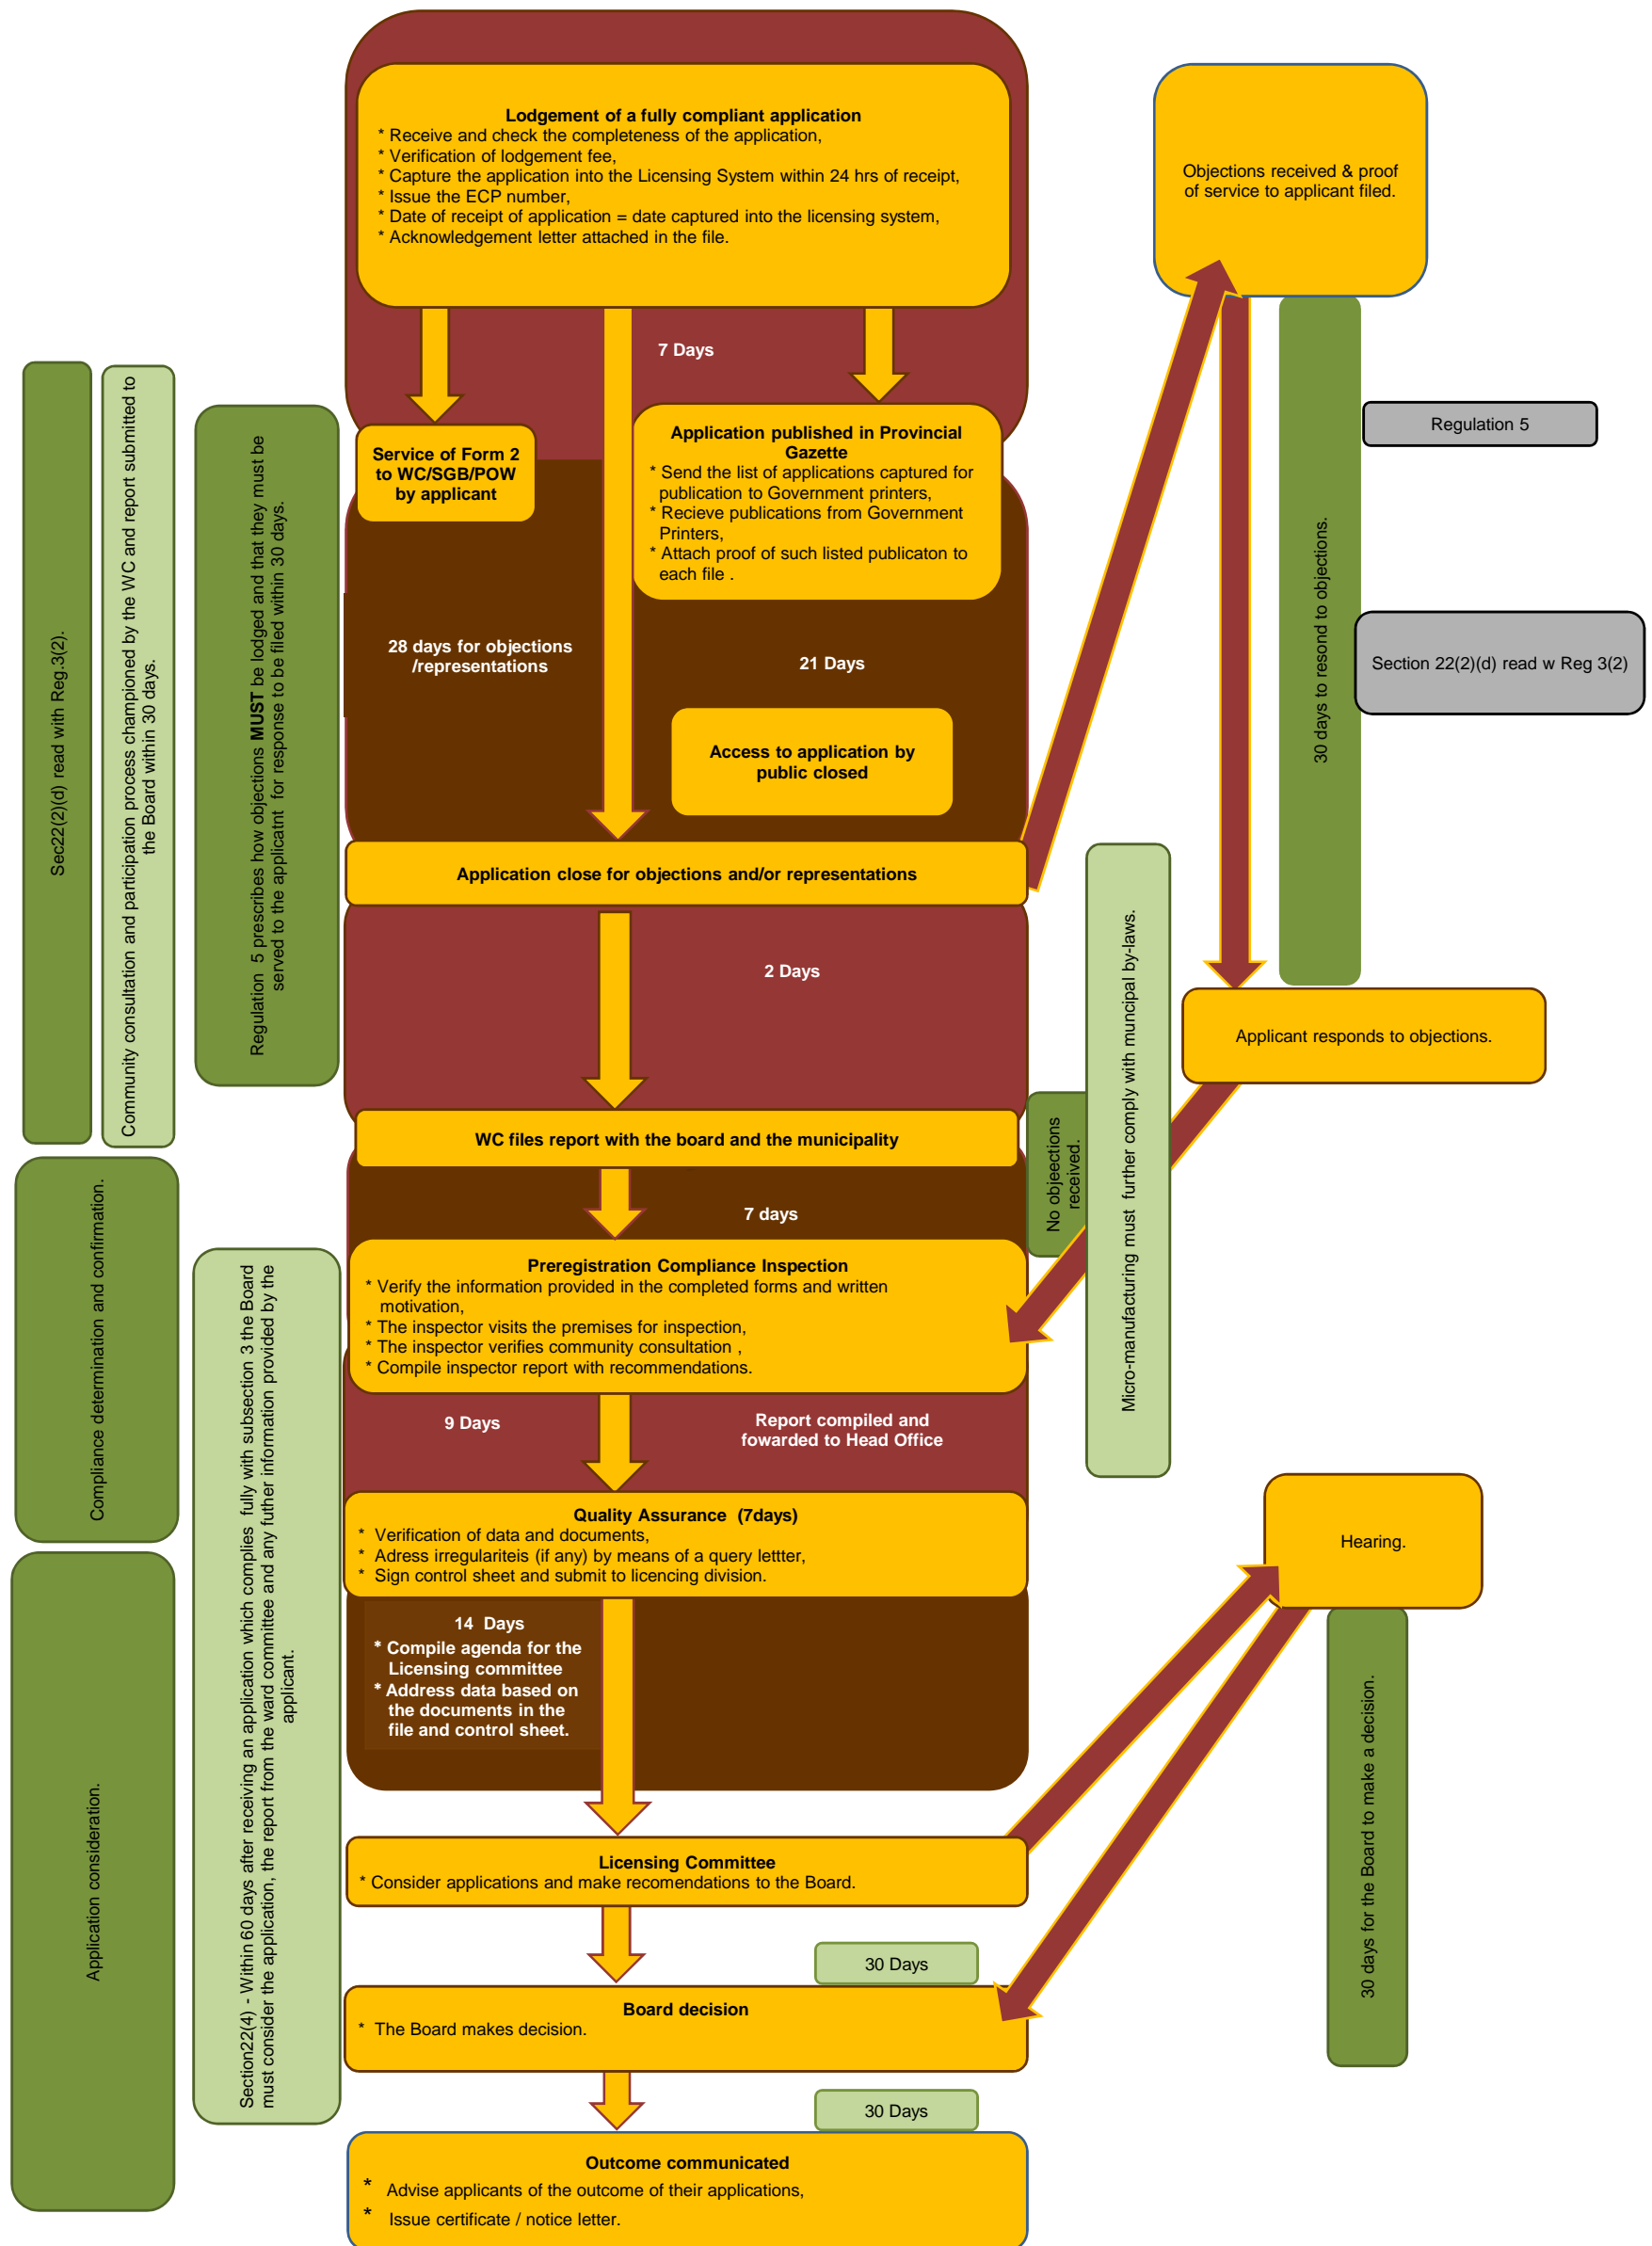 Lodgement of a fully compliant application
* Receive and check the completeness of the application,
* Verification of lodgement fee,
* Capture the application into the Licensing System within 24 hrs of receipt,
* Issue the ECP number,
* Date of receipt of application = date captured into the licensing system,
* Acknowledgement letter attached in the file.
Objections received & proof
of service to applicant filed.
7 Days
Service of Form 2
to WC/SGB/POW
by applicant
Application published in Provincial
Gazette
* Send the list of applications captured for
publication to Government printers,
* Recieve publications from Government
Printers,
* Attach proof of such listed publicaton to
each file .
Regulation 5
Section 22(2)(d) read w Reg 3(2)
30 days to resond to objections.
Sec22(2)(d) read with Reg.3(2).
Community consultation and participation process championed by the WC and report submitted to
the Board within 30 days.
Regulation 5 prescribes how objections MUST be lodged and that they must be
served to the applicatnt for response to be filed within 30 days.
28 days for objections
/representations
21 Days
Access to application by
public closed
Application close for objections and/or representations
2 Days
Micro-manufacturing must further comply with muncipal by-laws.
Applicant responds to objections.
WC files report with the board and the municipality
No objeections
received.
7 days
Preregistration Compliance Inspection
* Verify the information provided in the completed forms and written
motivation,
* The inspector visits the premises for inspection,
* The inspector verifies community consultation ,
* Compile inspector report with recommendations.
Compliance determination and confirmation.
Section22(4) - Within 60 days after receiving an application which complies fully with subsection 3 the Board
must consider the application, the report from the ward committee and any futher information provided by the
applicant.
9 Days
Report compiled and
fowarded to Head Office
Quality Assurance (7days)
* Verification of data and documents,
* Adress irregulariteis (if any) by means of a query lettter,
* Sign control sheet and submit to licencing division.
Hearing.
14 Days
* Compile agenda for the
Licensing committee
* Address data based on
the documents in the
file and control sheet.
Application consideration.
30 days for the Board to make a decision.
Licensing Committee
* Consider applications and make recomendations to the Board.
30 Days
Board decision
* The Board makes decision.
30 Days
Outcome communicated
* Advise applicants of the outcome of their applications,
* Issue certificate / notice letter.